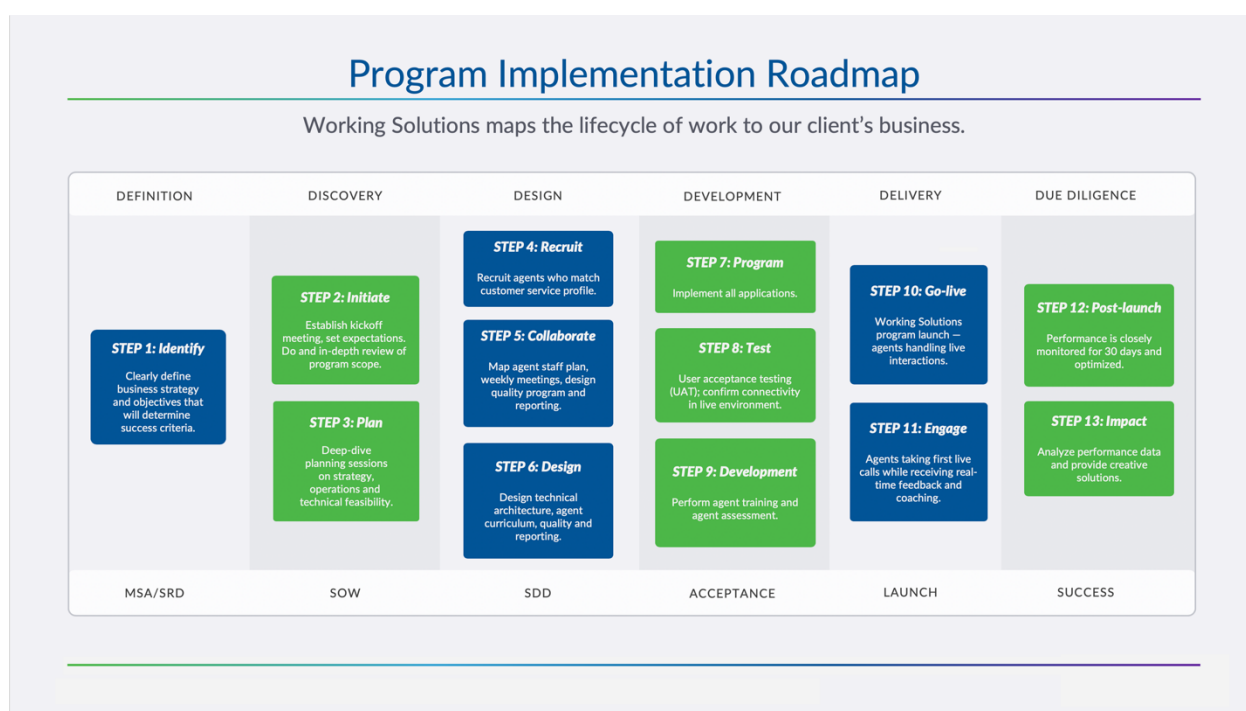 Program Implementation Roadmap
Working Solutions maps the lifecycle of work to our client's business.
DEFINITION
DISCOVERY
DESIGN
DEVELOPMENT
DELIVERY
DUE DILIGENCE
STEP 1: Identify
Clearly define
business strategy
and objectives that
will determine
success criteria.
STEP 2: Initiate
Establish kickoff
meeting, set expectations.
Do and in-depth review of
program scope.
STEP 3: Plan
Deep-dive
planning sessions
on strategy,
operations and
technical feasibility.
STEP 4: Recruit
Recruit agents who match
customer service profile.
STEP 5: Collaborate
Map agent staff plan,
weekly meetings, design
quality program and
reporting.
STEP 6: Design
Design technical
architecture, agent
curriculum, quality and
reporting.
STEP 7: Program
Implement all applications.
STEP 8: Test
User acceptance testing
(UAT); confirm connectivity
in live environment.
STEP 9: Development
Perform agent training and
agent assessment.
STEP 10: Go-live
Working Solutions
program launch —
agents handling live
interactions.
STEP 11: Engage
Agents taking first live
calls while receiving real-
time feedback and
coaching.
STEP 12: Post-launch
Performance is closely
monitored for 30 days and
optimized.
STEP 13: Impact
Analyze performance data
and provide creative
solutions.
MSA/SRD
SOW
SDD
ACCEPTANCE
LAUNCH
SUCCESS